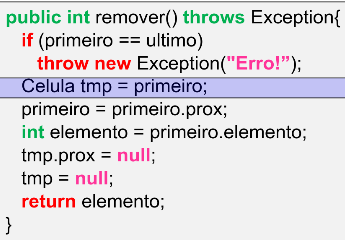 public int remover() throws Exception{
if (primeiro == ultimo)
throw new Exception("Erro!”);
Celula tmp = primeiro;
primeiro = primeiro.prox;
int elemento = primeiro.elemento;
tmp.prox = null;
tmp = null;
return elemento;
}